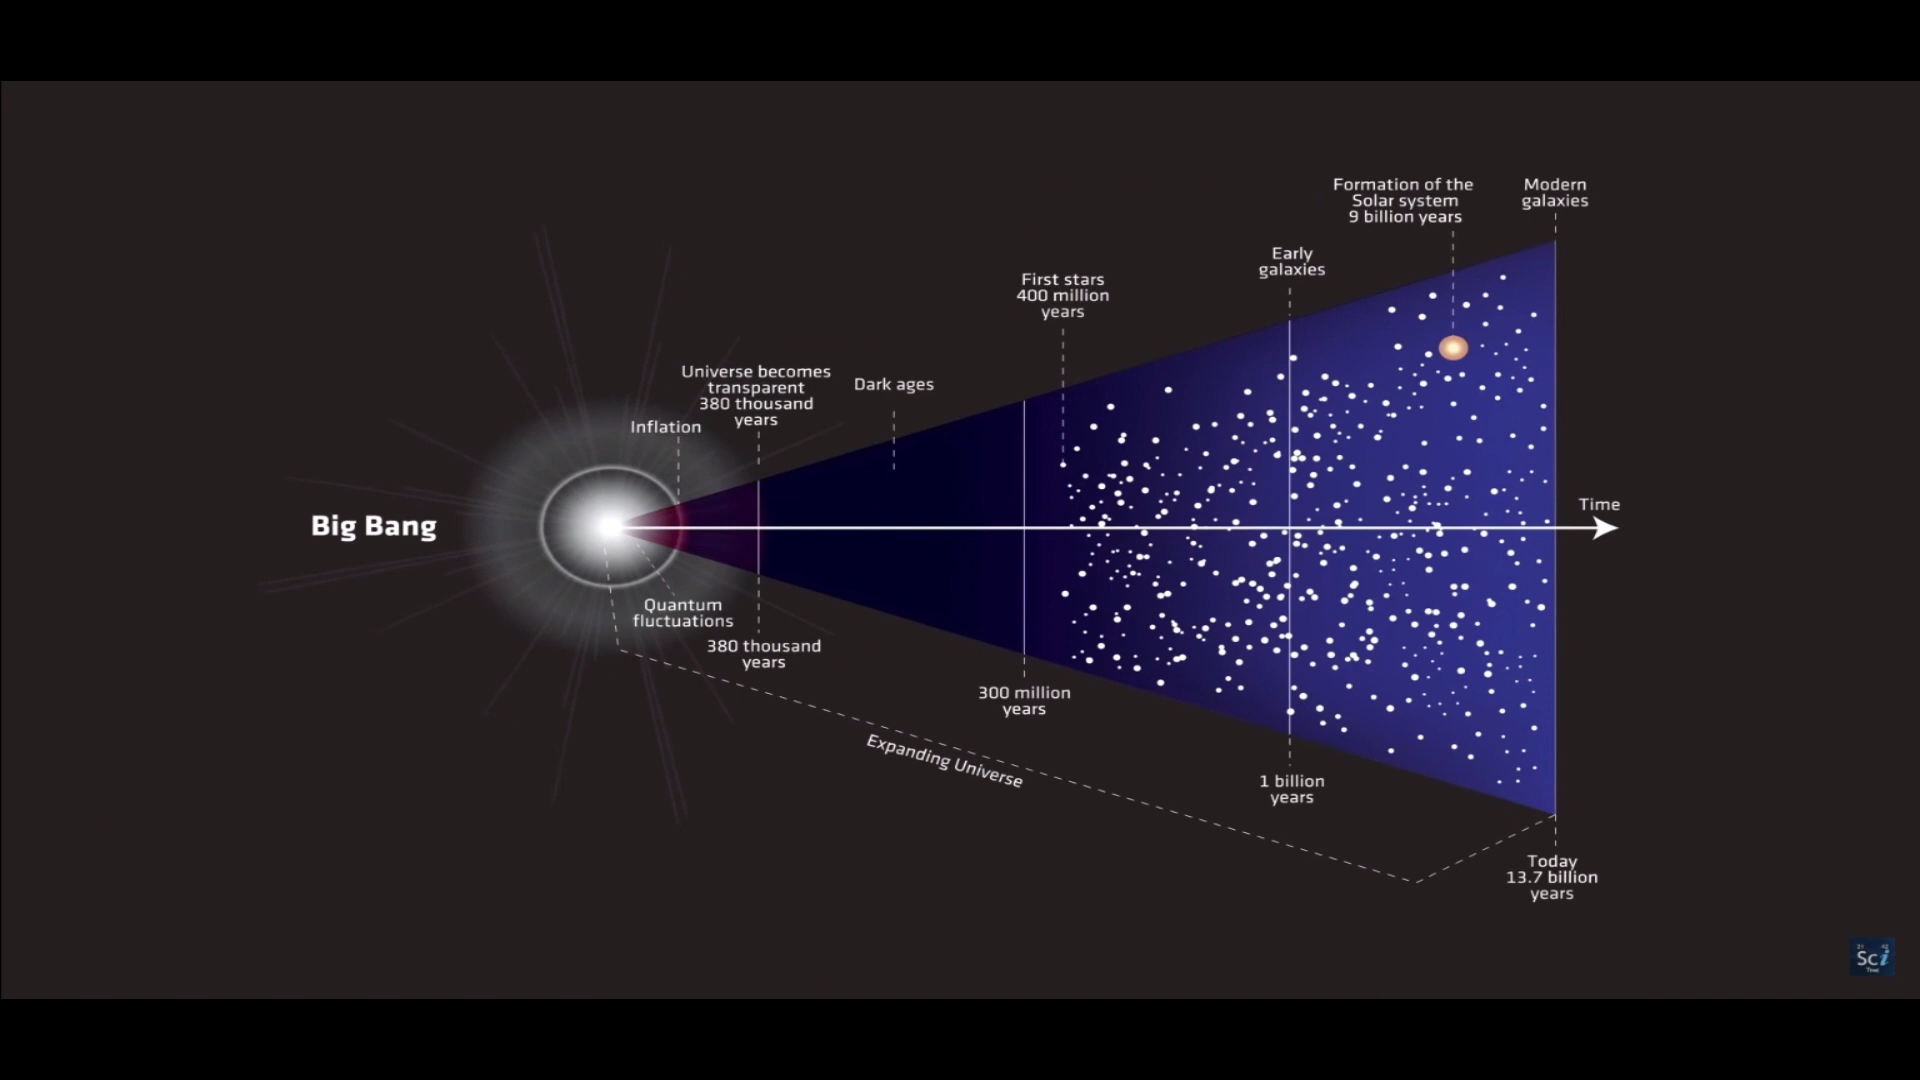 Formation of the
Solar system
9 billion years
Modern
galaxies
Early
galaxies
First stars
400 million
years
Universe becomes
transparent
380 thousand
years
Dark ages
Inflation
Time
Big Bang
Quantum
fluctuations
380 thousand
years
300 million
years
Expanding Universe
1 billion
years
Today
13.7 billion
years
21
Sci